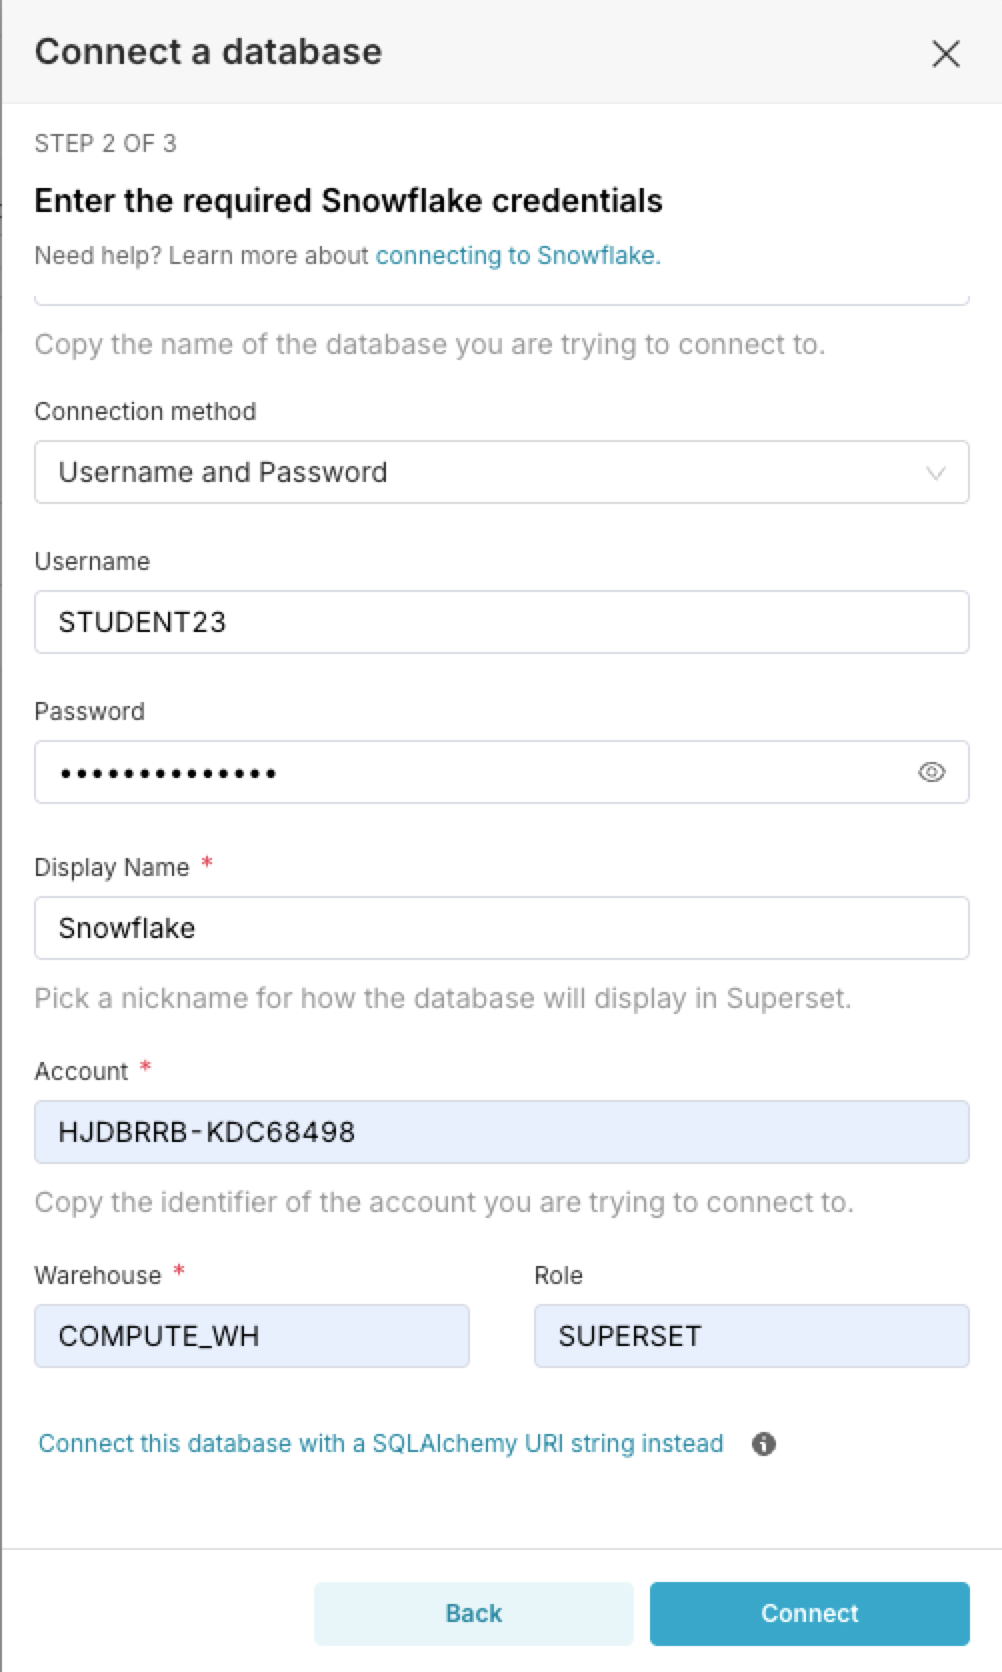 Connect a database
STEP 2 OF 3
Enter the required Snowflake credentials
Need help? Learn more about connecting to Snowflake.
Copy the name of the database you are trying to connect to.
Connection method
Username and Password
Username
STUDENT23
Password
••••••••••••••
Display Name *
Snowflake
Pick a nickname for how the database will display in Superset.
Account *
HJDBRRB-KDC68498
Copy the identifier of the account you are trying to connect to.
Warehouse * Role
COMPUTE_WH SUPERSET
Connect this database with a SQLAlchemy URI string instead
Back Connect